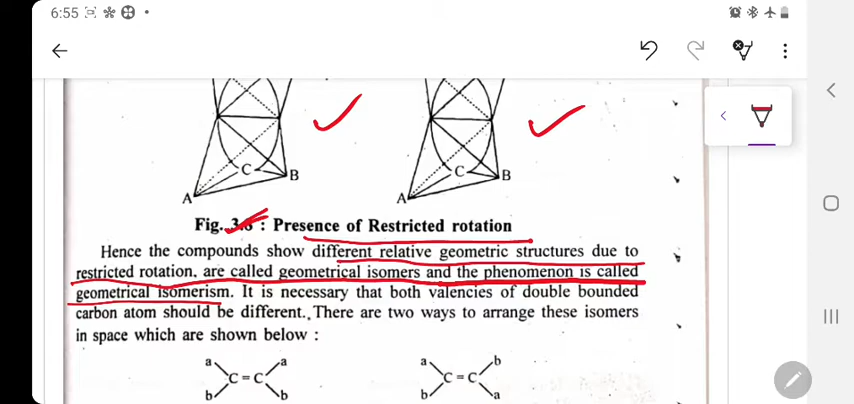 6:55
C
B
A
C
B
A
Fig. 3.8 : Presence of Restricted rotation
Hence the compounds show different relative geometric structures due to
restricted rotation, are called geometrical isomers and the phenomenon is called
geometrical isomerism. It is necessary that both valencies of double bounded
carbon atom should be different. There are two ways to arrange these isomers
in space which are shown below :
a a a b
C = C C = C
b b b a